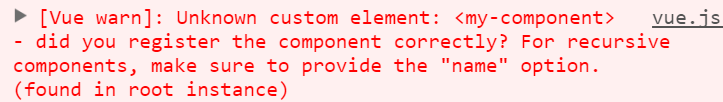 ▶ [Vue warn]: Unknown custom element: <my-component> vue.js
- did you register the component correctly? For recursive
components, make sure to provide the "name" option.
(found in root instance)